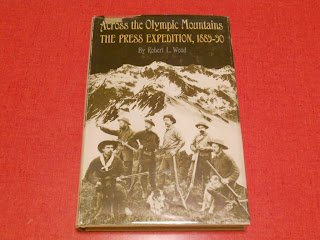 Across the Olympic Mountains
THE PRESS EXPEDITION, 1889-90
By Robert L. Wood